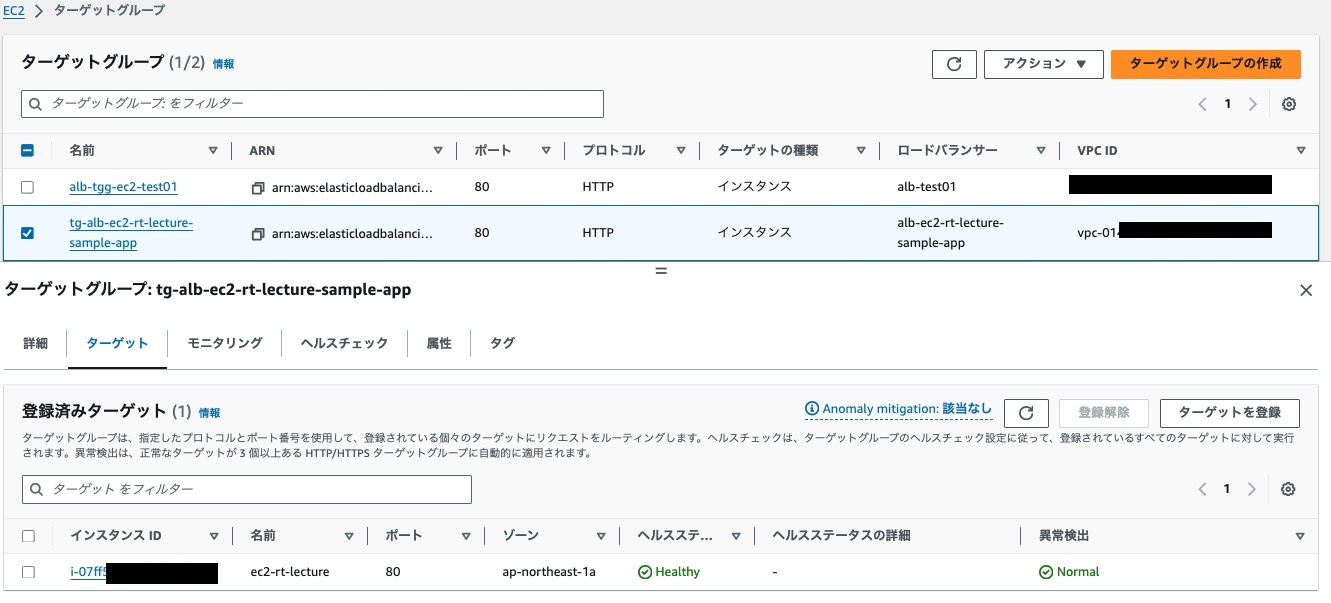 EC2 > ターゲットグループ
ターゲットグループ (1/2) 情報
アクション ▼
ターゲットグループの作成
ターゲットグループ: をフィルター
1
名前 ARN ポート プロトコル ターゲットの種類 ロードバランサー VPC ID
alb-tgg-ec2-test01 arn:aws:elasticloadbalanci... 80 HTTP インスタンス alb-test01
tg-alb-ec2-rt-lecture-sample-app arn:aws:elasticloadbalanci... 80 HTTP インスタンス alb-ec2-rt-lecture-sample-app vpc-01
ターゲットグループ: tg-alb-ec2-rt-lecture-sample-app
詳細 ターゲット モニタリング ヘルスチェック 属性 タグ
登録済みターゲット (1) 情報
Anomaly mitigation: 該当なし
登録解除
ターゲットを登録
ターゲットグループは、指定したプロトコルとポート番号を使用して、登録されている個々のターゲットにリクエストをルーティングします。ヘルスチェックは、ターゲットグループのヘルスチェック設定に従って、登録されているすべてのターゲットに対して実行
されます。異常検出は、正常なターゲットが 3 個以上ある HTTP/HTTPS ターゲットグループに自動的に適用されます。
ターゲット をフィルター
1
インスタンス ID 名前 ポート ゾーン ヘルスステ... ヘルスステータスの詳細 異常検出
i-07ff5 ec2-rt-lecture 80 ap-northeast-1a Healthy - Normal